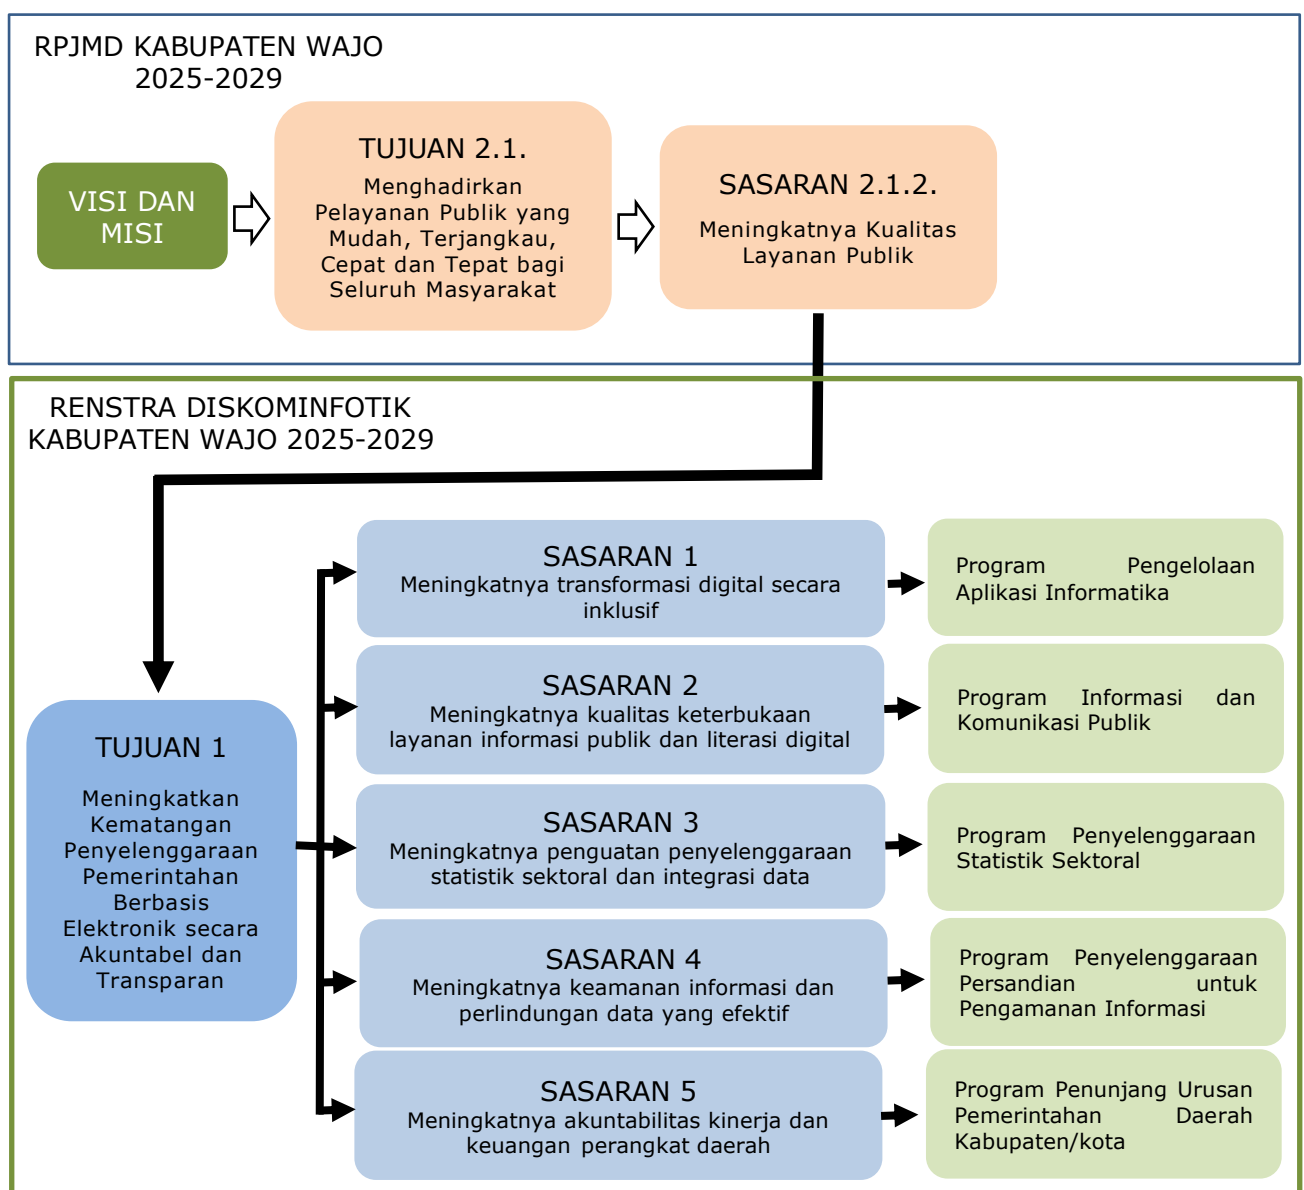 RPJMD KABUPATEN WAJO
2025-2029
VISI DAN
MISI
TUJUAN 2.1.
Menghadirkan
Pelayanan Publik yang
Mudah, Terjangkau,
Cepat dan Tepat bagi
Seluruh Masyarakat
SASARAN 2.1.2.
Meningkatnya Kualitas
Layanan Publik
RENSTRA DISKOMINFOTIK
KABUPATEN WAJO 2025-2029
TUJUAN 1
Meningkatkan
Kematangan
Penyelenggaraan
Pemerintahan
Berbasis
Elektronik secara
Akuntabel dan
Transparan
SASARAN 1
Meningkatnya transformasi digital secara
inklusif
Program Pengelolaan
Aplikasi Informatika
SASARAN 2
Meningkatnya kualitas keterbukaan
layanan informasi publik dan literasi digital
Program Informasi dan
Komunikasi Publik
SASARAN 3
Meningkatnya penguatan penyelenggaraan
statistik sektoral dan integrasi data
Program Penyelenggaraan
Statistik Sektoral
SASARAN 4
Meningkatnya keamanan informasi dan
perlindungan data yang efektif
Program Penyelenggaraan
Persandian untuk
Pengamanan Informasi
SASARAN 5
Meningkatnya akuntabilitas kinerja dan
keuangan perangkat daerah
Program Penunjang Urusan
Pemerintahan Daerah
Kabupaten/kota